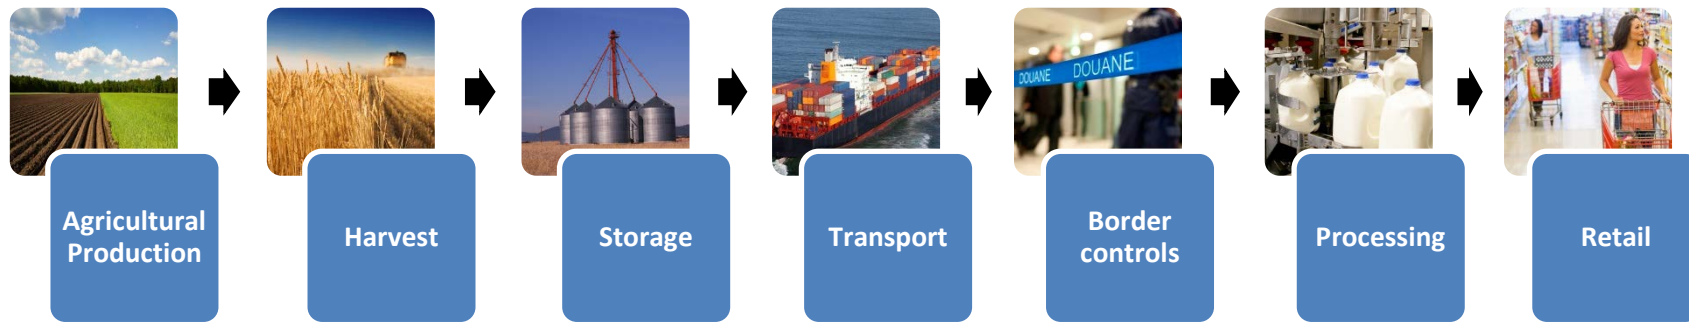 DOUANE DOUANE
Agricultural
Production
Harvest
Storage
Transport
Border
controls
Processing
Retail